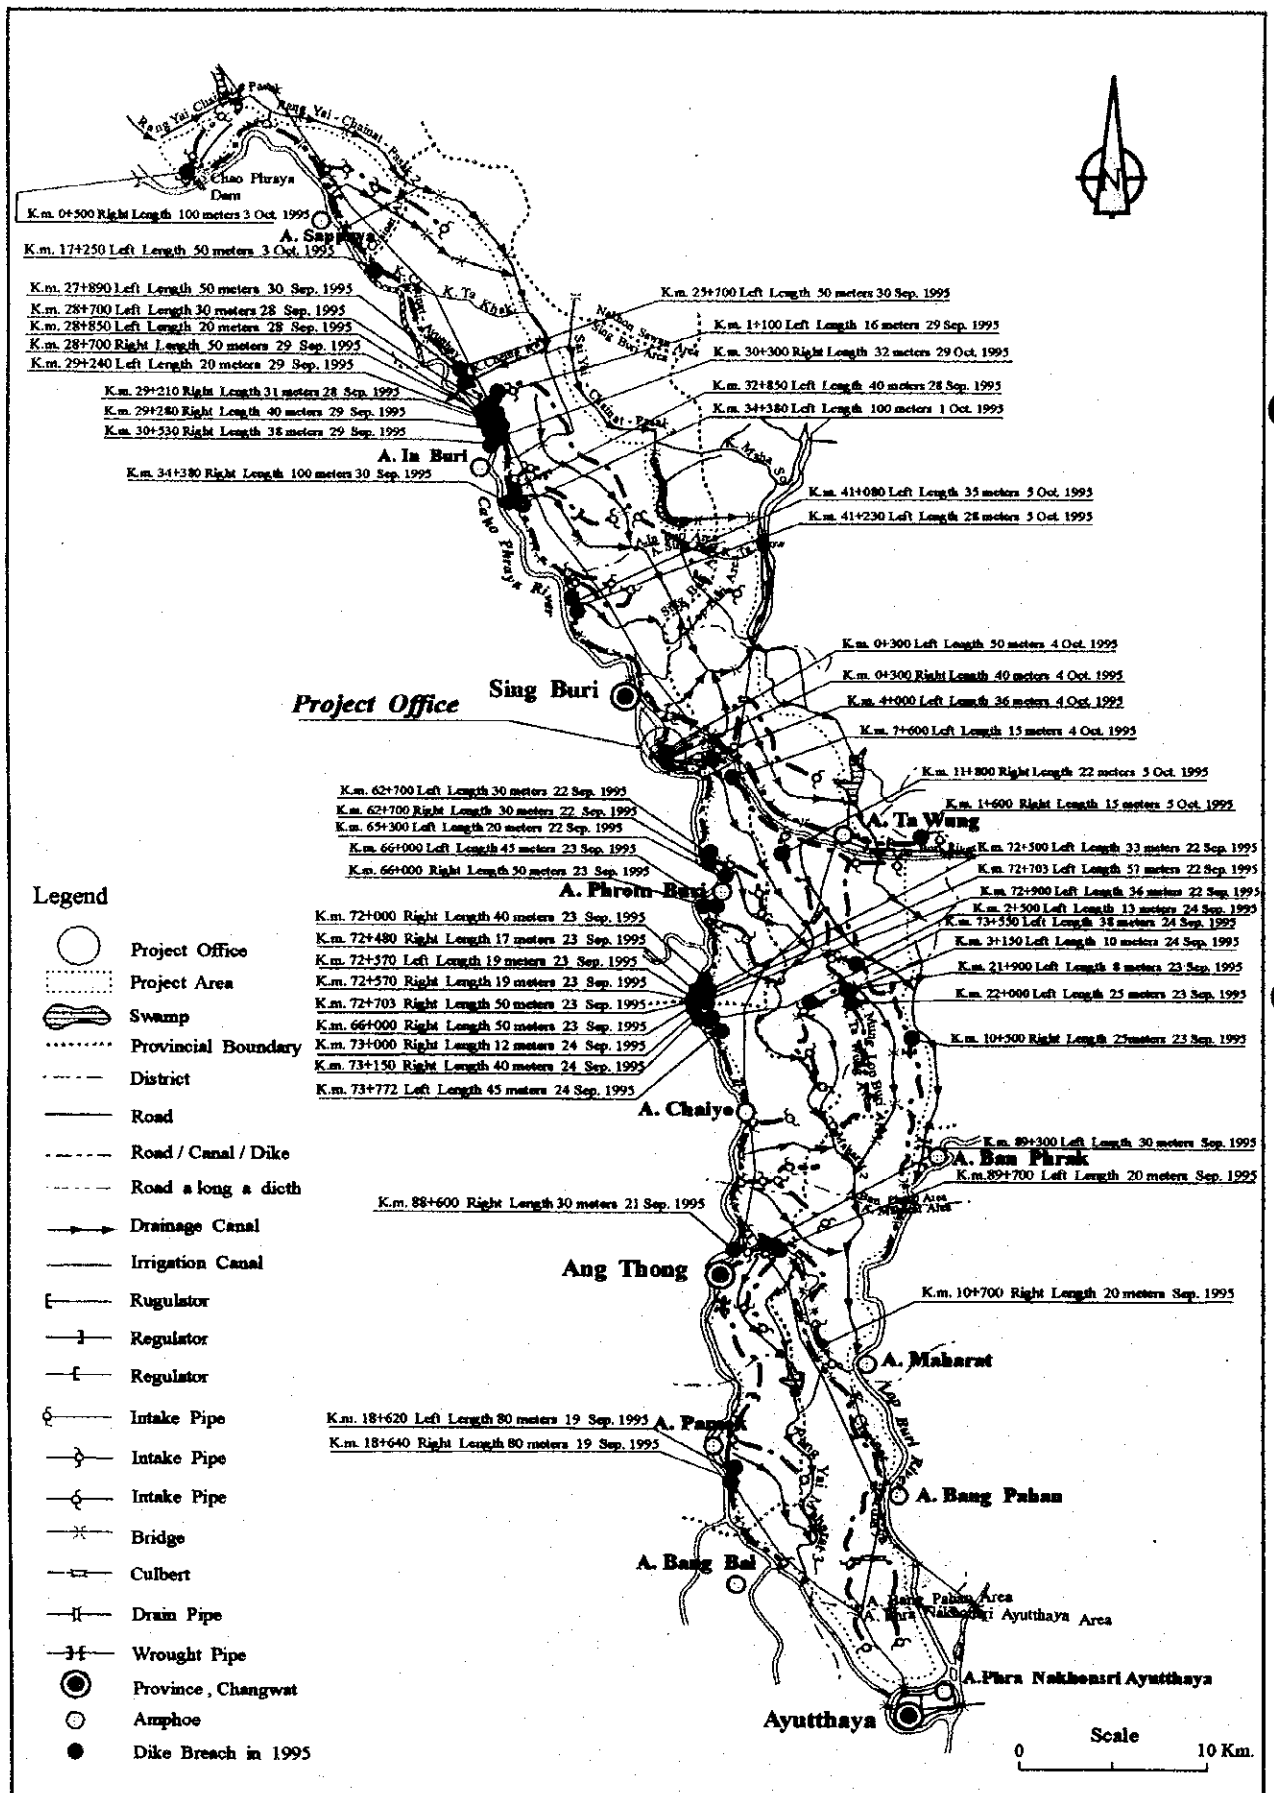 Rang Yai Chainat Pasak
Rang Yai - Chainat - Pasak 2
Chao Phraya
Dam
K.m. 0+500 Right Length 100 meters 3 Oct. 1995
A. Sapphaya
K.m. 17+250 Left Length 50 meters 3 Oct. 1995
K. Ta Khak
K.m. 27+890 Left Length 50 meters 30 Sep. 1995
K.m. 28+700 Left Length 30 meters 28 Sep. 1995
K.m. 28+850 Left Length 20 meters 28 Sep. 1995
K.m. 28+700 Right Length 50 meters 29 Sep. 1995
K.m. 29+240 Left Length 20 meters 29 Sep. 1995
K.m. 29+210 Right Length 31 meters 28 Sep. 1995
K.m. 29+280 Right Length 40 meters 29 Sep. 1995
K.m. 30+530 Right Length 38 meters 29 Sep. 1995
A. In Buri
K.m. 34+380 Right Length 100 meters 30 Sep. 1995
N
K.m. 25+700 Left Length 50 meters 30 Sep. 1995
Nakhon Sawan Area
Sing Buri Area
K.m. 1+100 Left Length 16 meters 29 Sep. 1995
K.m. 30+300 Right Length 32 meters 29 Oct. 1995
K.m. 32+850 Left Length 40 meters 28 Sep. 1995
K.m. 34+380 Left Length 100 meters 1 Oct. 1995
Sai Yai - Chainat - Pasak
K. Maha So
K.m. 41+080 Left Length 35 meters 5 Oct. 1995
K.m. 41+230 Left Length 28 meters 5 Oct. 1995
Caho Phraya River
K.m. 0+300 Left Length 50 meters 4 Oct. 1995
K.m. 0+300 Right Length 40 meters 4 Oct. 1995
K.m. 4+000 Left Length 36 meters 4 Oct. 1995
K.m. 7+600 Left Length 15 meters 4 Oct. 1995
Sing Buri
Project Office
K.m. 11+800 Right Length 22 meters 5 Oct. 1995
K.m. 1+600 Right Length 15 meters 5 Oct. 1995
A. Ta Wung
K.m. 62+700 Left Length 30 meters 22 Sep. 1995
K.m. 62+700 Right Length 30 meters 22 Sep. 1995
K.m. 65+300 Left Length 20 meters 22 Sep. 1995
K.m. 66+000 Left Length 45 meters 23 Sep. 1995
K.m. 66+000 Right Length 50 meters 23 Sep. 1995
A. Phrom Buri
K.m. 72+500 Left Length 33 meters 22 Sep. 1995
K.m. 72+703 Left Length 57 meters 22 Sep. 1995
K.m. 72+900 Left Length 36 meters 22 Sep. 1995
K.m. 2+500 Left Length 13 meters 24 Sep. 1995
K.m. 73+550 Left Length 38 meters 24 Sep. 1995
K.m. 3+150 Left Length 10 meters 24 Sep. 1995
K.m. 21+900 Left Length 8 meters 23 Sep. 1995
K.m. 22+000 Left Length 25 meters 23 Sep. 1995
K.m. 10+500 Right Length 25meters 23 Sep. 1995
K.m. 72+000 Right Length 40 meters 23 Sep. 1995
K.m. 72+480 Right Length 17 meters 23 Sep. 1995
K.m. 72+570 Left Length 19 meters 23 Sep. 1995
K.m. 72+570 Right Length 19 meters 23 Sep. 1995
K.m. 72+703 Right Length 50 meters 23 Sep. 1995
K.m. 66+000 Right Length 50 meters 23 Sep. 1995
K.m. 73+000 Right Length 12 meters 24 Sep. 1995
K.m. 73+150 Right Length 40 meters 24 Sep. 1995
K.m. 73+772 Left Length 45 meters 24 Sep. 1995
A. Chaiyo
K.m. 89+300 Left Length 30 meters Sep. 1995
A. Ban Phrak
K.m.89+700 Left Length 20 meters Sep. 1995
K.m. 88+600 Right Length 30 meters 21 Sep. 1995
Ang Thong
K.m. 10+700 Right Length 20 meters Sep. 1995
A. Maharat
Lop Buri River
K.m. 18+620 Left Length 80 meters 19 Sep. 1995
A. Pamok
K.m. 18+640 Right Length 80 meters 19 Sep. 1995
A. Bang Pahan
A. Bang Bal
A. Bang Pahan Area
A. Phra Nakhonsri Ayutthaya Area
A.Phra Nakhonsri Ayutthaya
Ayutthaya
Scale
0 10 Km.
Legend
Project Office
Project Area
Swamp
Provincial Boundary
District
Road
Road / Canal / Dike
Road a long a dicth
Drainage Canal
Irrigation Canal
Rugulator
Regulator
Regulator
Intake Pipe
Intake Pipe
Intake Pipe
Bridge
Culbert
Drain Pipe
Wrought Pipe
Province , Changwat
Amphoe
Dike Breach in 1995